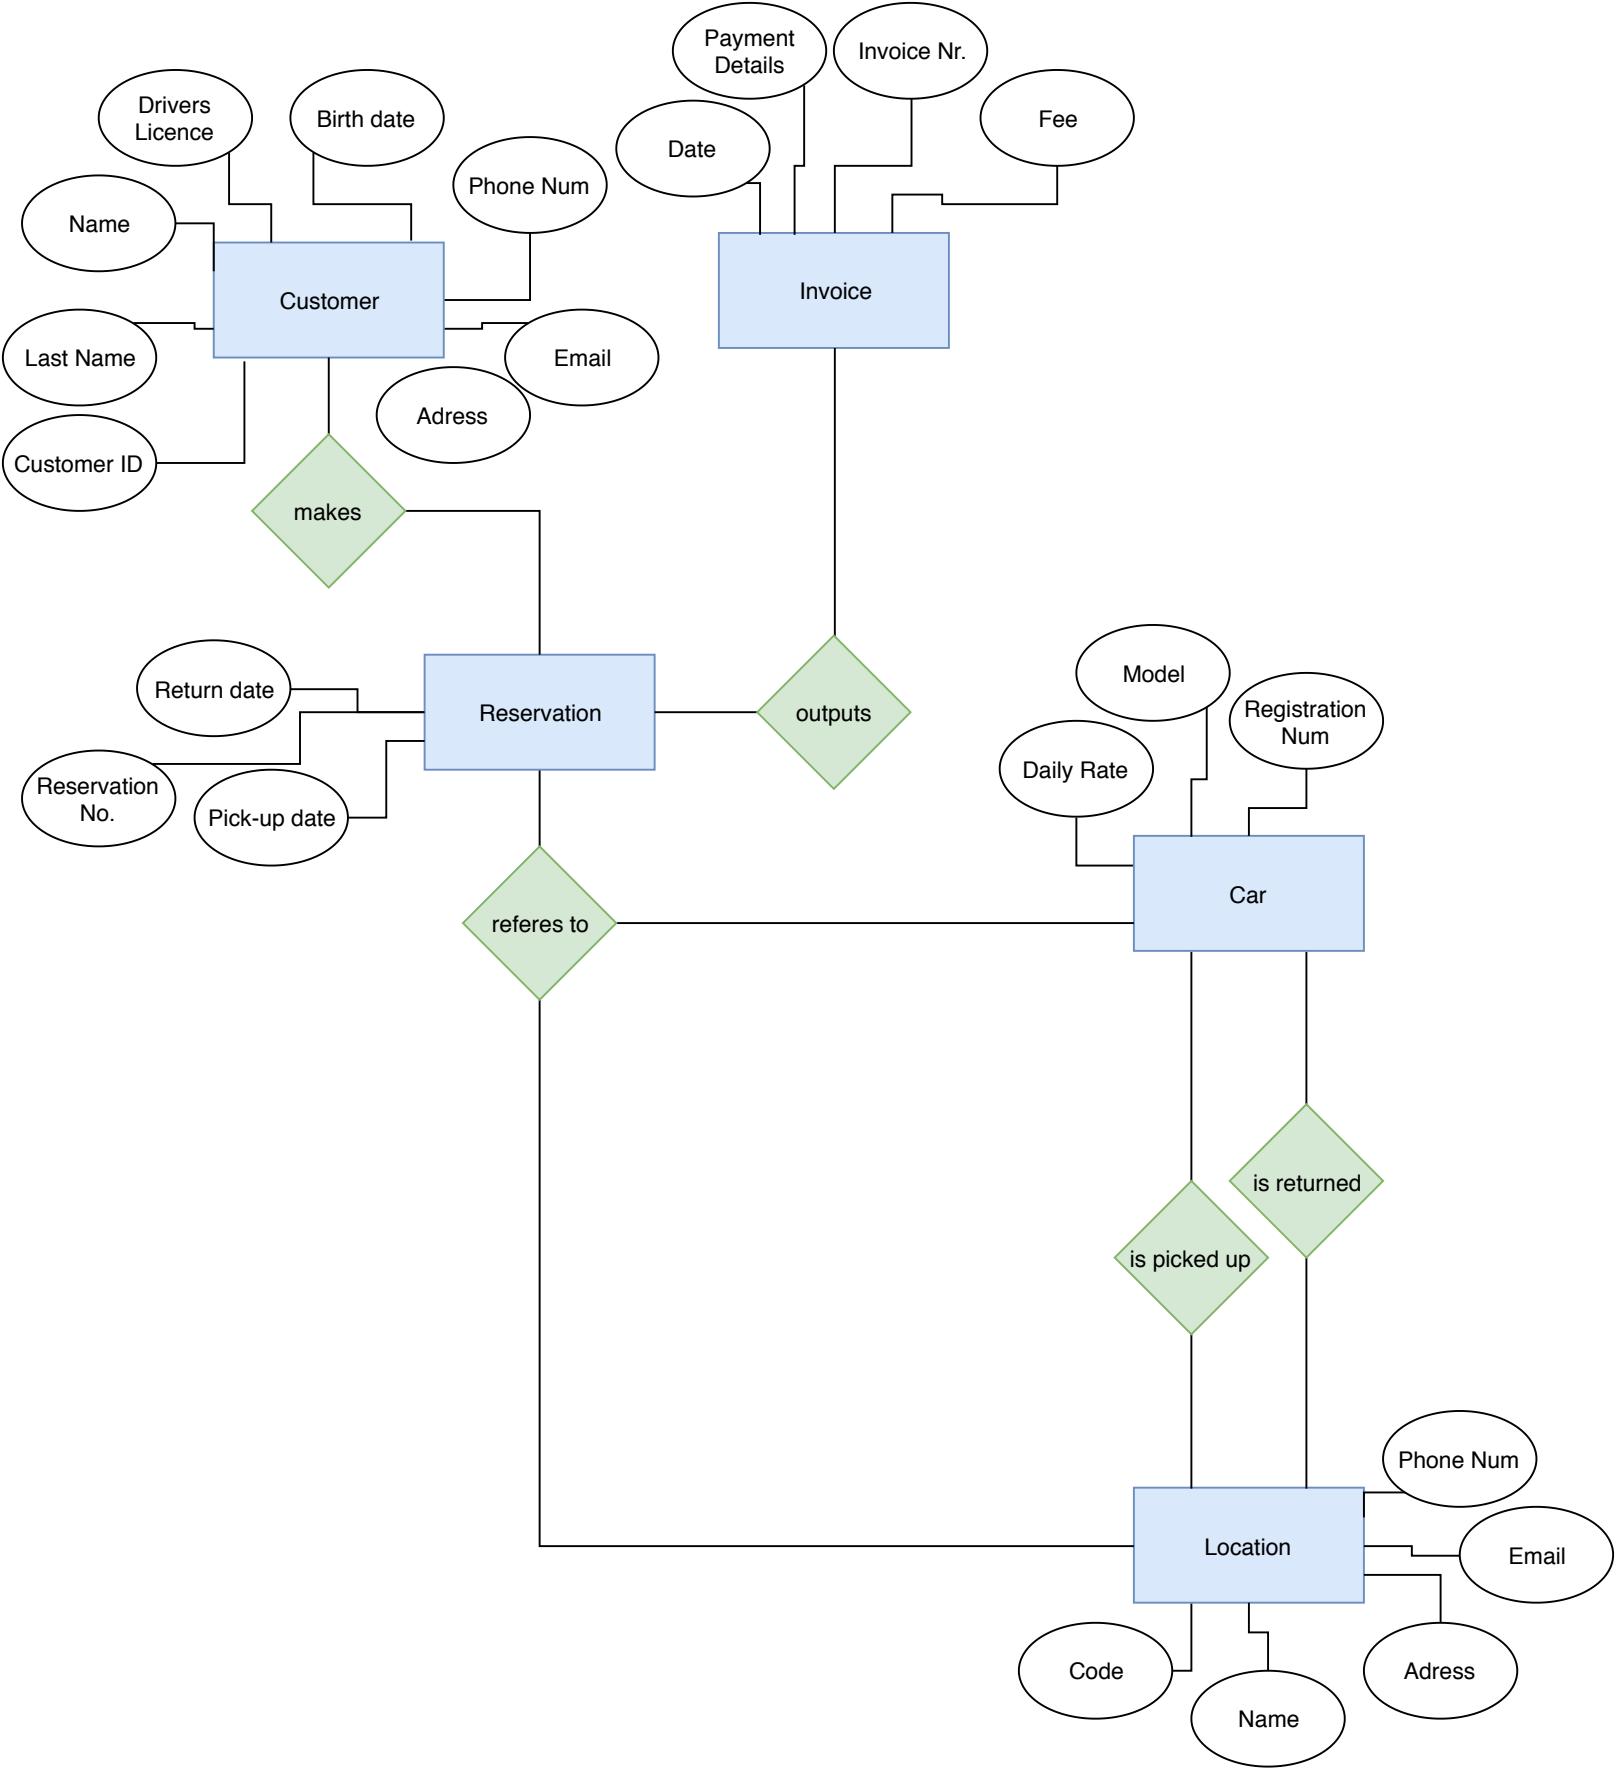 Payment
Details
Invoice Nr.
Drivers
Licence
Birth date
Fee
Date
Phone Num
Name
Customer
Invoice
Last Name
Email
Adress
Customer ID
makes
Return date
Reservation
outputs
Model
Registration
Num
Daily Rate
Reservation
No.
Pick-up date
Car
referes to
is returned
is picked up
Phone Num
Location
Email
Code
Adress
Name